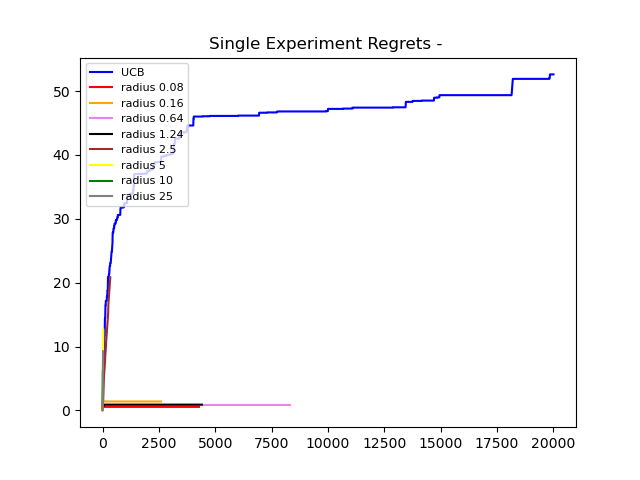 Single Experiment Regrets -
UCB
radius 0.08
radius 0.16
radius 0.64
radius 1.24
radius 2.5
radius 5
radius 10
radius 25
50
40
30
20
10
0
0 2500 5000 7500 10000 12500 15000 17500 20000